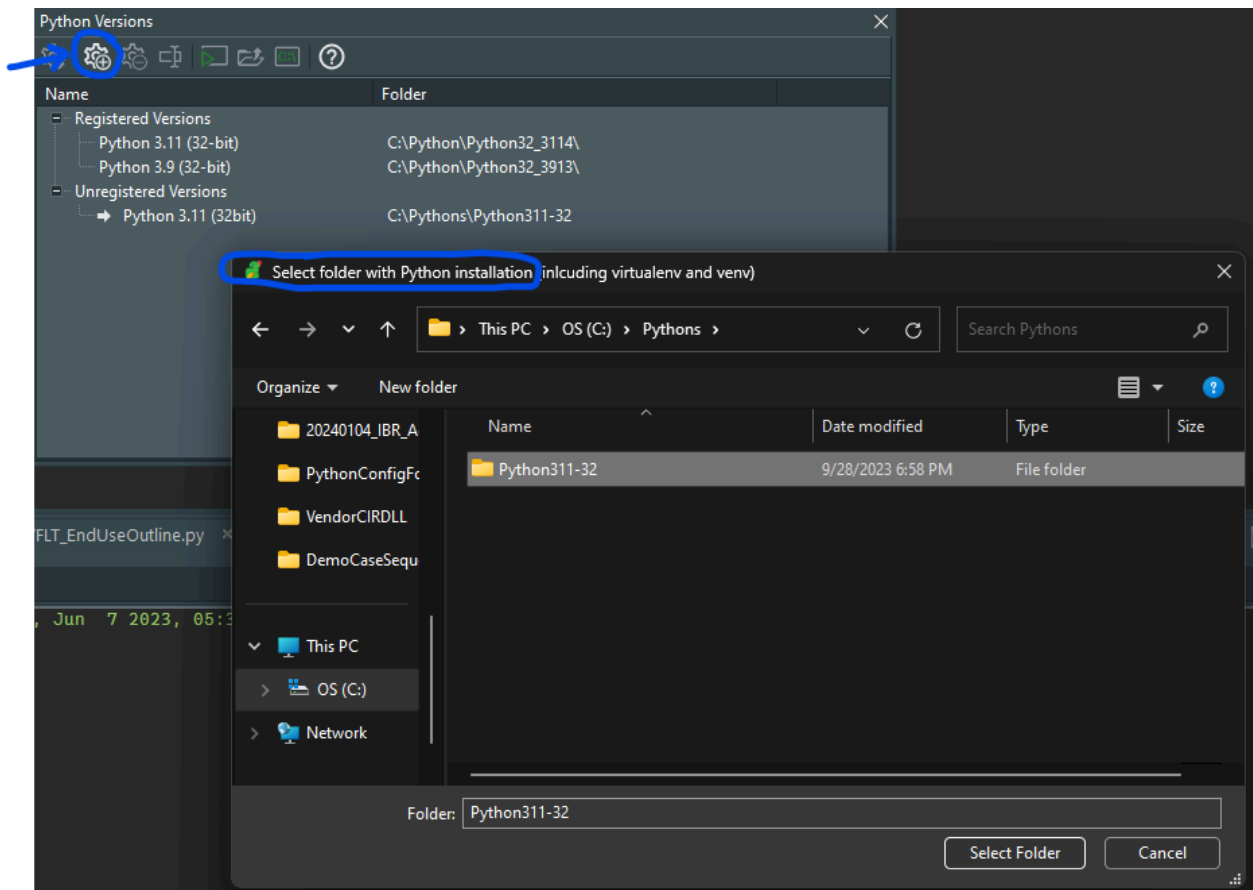 Python Versions
Name Folder
Registered Versions
Python 3.11 (32-bit) C:\Python\Python32_3114\
Python 3.9 (32-bit) C:\Python\Python32_3913\
Unregistered Versions
Python 3.11 (32bit) C:\Pythons\Python311-32
Select folder with Python installation (inlcuding virtualenv and venv)
This PC > OS (C:) > Pythons >
Search Pythons
Organize New folder
Name Date modified Type Size
20240104_IBR_A
Python311-32 9/28/2023 6:58 PM File folder
PythonConfigFo
VendorCIRDLL
FLT_EndUseOutline.py
DemoCaseSequ
, Jun 7 2023, 05:3
This PC
OS (C:)
Network
Folder: Python311-32
Select Folder Cancel